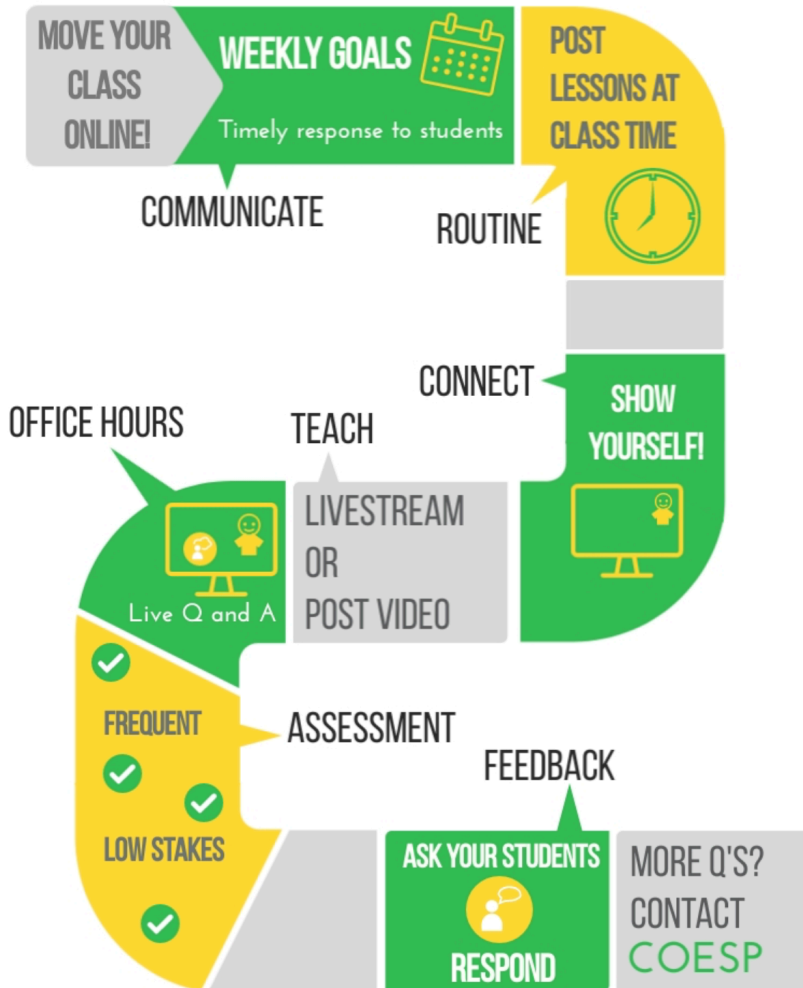 MOVE YOUR
CLASS
ONLINE!
WEEKLY GOALS
Timely response to students
COMMUNICATE
POST
LESSONS AT
CLASS TIME
ROUTINE
CONNECT
SHOW
YOURSELF!
TEACH
LIVESTREAM
OR
POST VIDEO
OFFICE HOURS
Live Q and A
ASSESSMENT
FREQUENT
LOW STAKES
FEEDBACK
ASK YOUR STUDENTS
RESPOND
MORE Q'S?
CONTACT
COESP